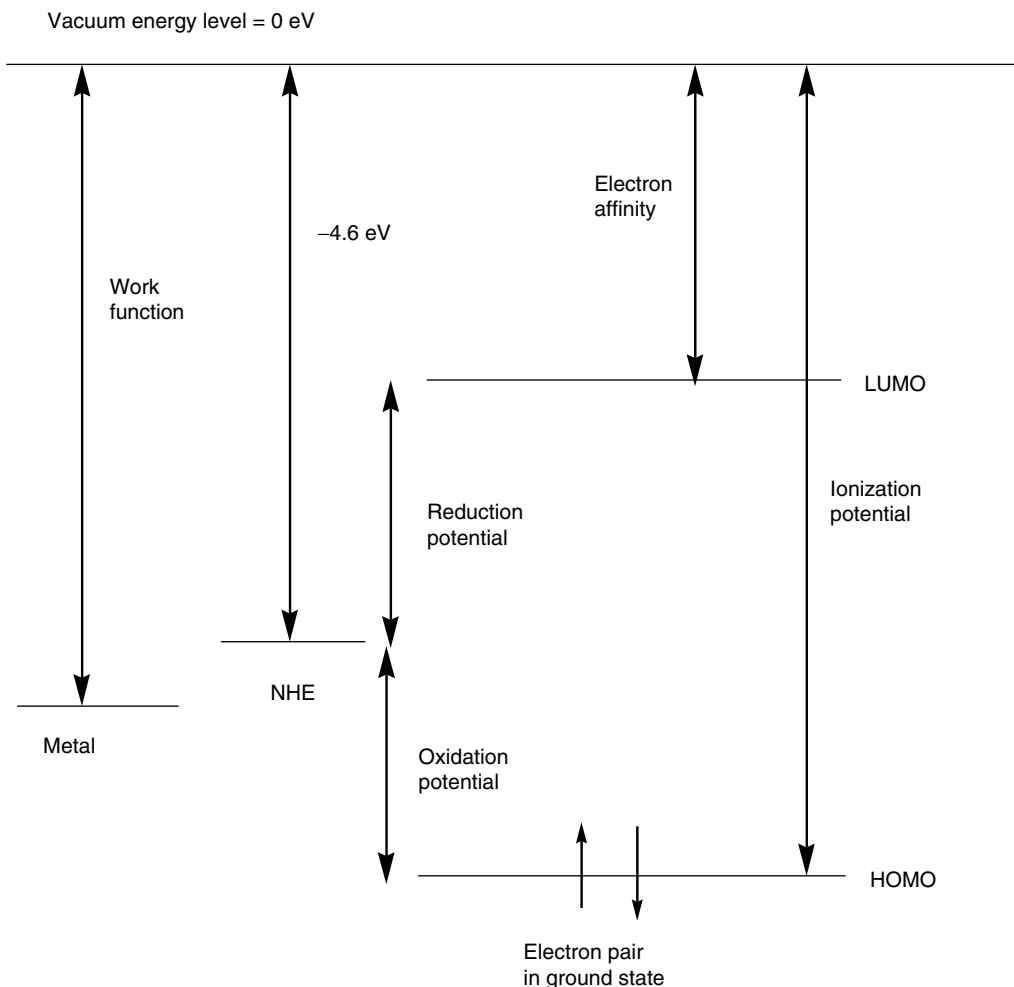 Vacuum energy level = 0 eV
Electron
affinity
−4.6 eV
Work
function
LUMO
Ionization
potential
Reduction
potential
NHE
Metal
Oxidation
potential
HOMO
Electron pair
in ground state